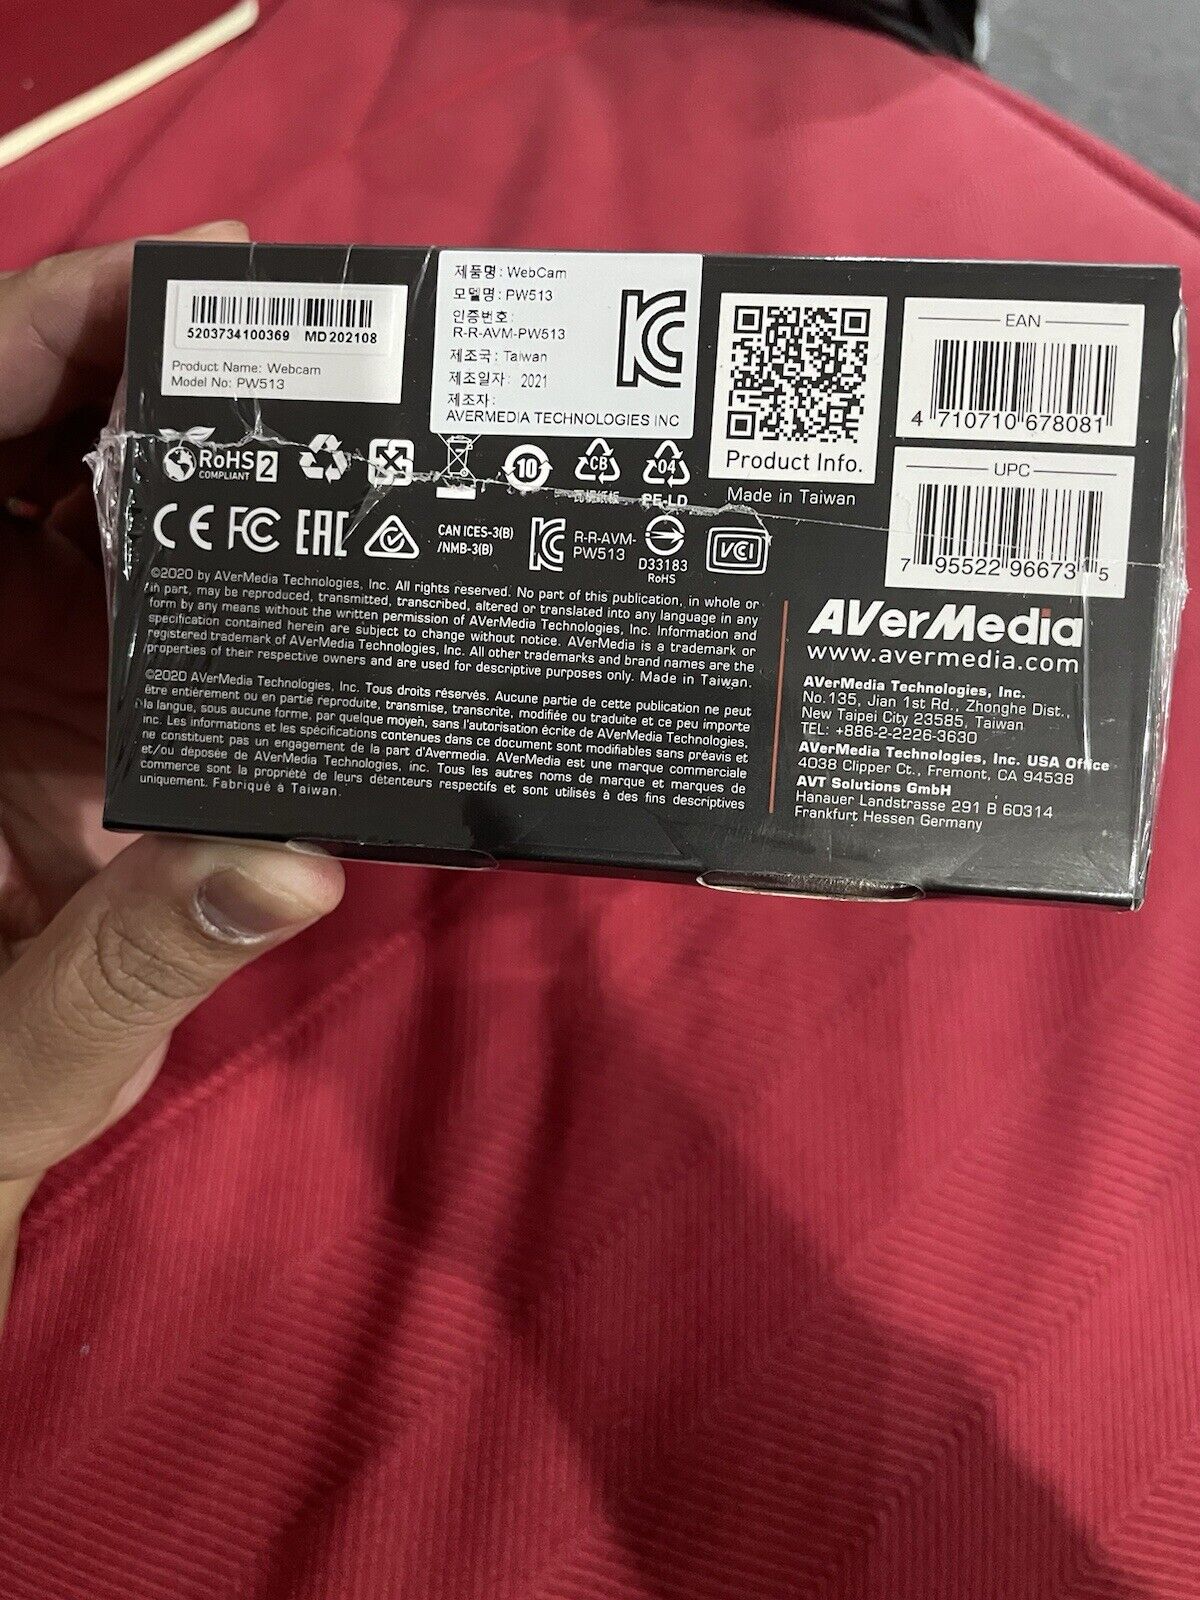 5203734100369 MD 202108
Product Name: Webcam
Model No: PW513
제품명: WebCam
모델명: PW513
인증번호:
R-R-AVM-PW513
제조국: Taiwan
제조일자: 2021
제조자:
AVERMEDIA TECHNOLOGIES INC
Product Info.
Made in Taiwan
EAN
4 710710 678081
UPC
7 95522 96673 5
RoHS 2
COMPLIANT
10
CB
04
PE-LD
CE FC EAC
CAN ICES-3(B)
/NMB-3(B)
R-R-AVM-
PW513
D33183
RoHS
VCI
©2020 by AVerMedia Technologies, Inc. All rights reserved. No part of this publication, in whole or
in part, may be reproduced, transmitted, transcribed, altered or translated into any language in any
form by any means without the written permission of AVerMedia Technologies, Inc. Information and
specification contained herein are subject to change without notice. AVerMedia is a trademark or
registered trademark of AVerMedia Technologies, Inc. All other trademarks and brand names are the
properties of their respective owners and are used for descriptive purposes only. Made in Taiwan.
©2020 AVerMedia Technologies, Inc. Tous droits réservés. Aucune partie de cette publication ne peut
être entièrement ou en partie reproduite, transmise, transcrite, modifiée ou traduite et ce peu importe
la langue, sous aucune forme, par quelque moyen, sans l'autorisation écrite de AVerMedia Technologies,
inc. Les informations et les spécifications contenues dans ce document sont modifiables sans préavis et
ne constituent pas un engagement de la part d'Avermedia. AVerMedia est une marque commerciale
et/ou déposée de AVerMedia Technologies, inc. Tous les autres noms de marque et marques de
commerce sont la propriété de leurs détenteurs respectifs et sont utilisés à des fins descriptives
uniquement. Fabriqué à Taiwan.
AVerMedia
www.avermedia.com
AVerMedia Technologies, Inc.
No.135, Jian 1st Rd., Zhonghe Dist.,
New Taipei City 23585, Taiwan
TEL: +886-2-2226-3630
AVerMedia Technologies, Inc. USA Office
4038 Clipper Ct., Fremont, CA 94538
AVT Solutions GmbH
Hanauer Landstrasse 291 B 60314
Frankfurt Hessen Germany